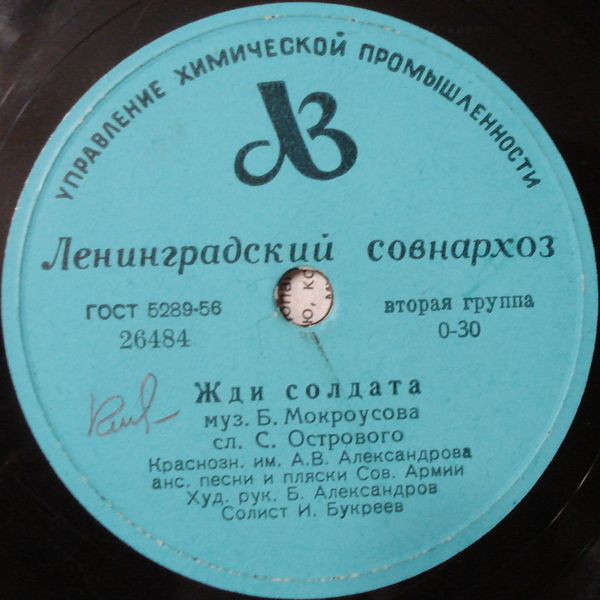 УПРАВЛЕНИЕ ХИМИЧЕСКОЙ ПРОМЫШЛЕННОСТИ
ЛЗ
Ленинградский совнархоз
ГОСТ 5289-56
вторая группа
26484
0-30
Жди солдата
муз. Б. Мокроусова
сл. С. Острового
Краснозн. им. А.В. Александрова
анс. песни и пляски Сов. Армии
Худ. рук. Б. Александров
Солист И. Букреев